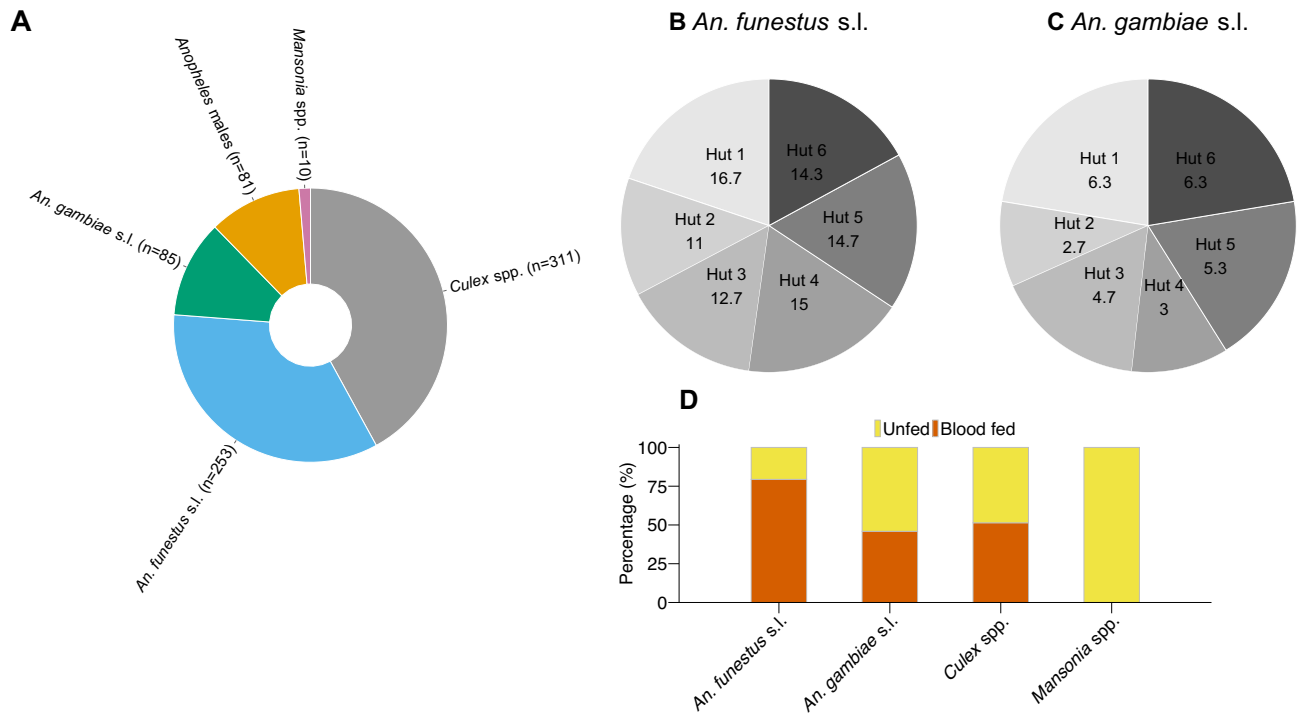 A
Anopheles males (n=81)
Mansonia spp. (n=10)
An. gambiae s.l. (n=85)
Culex spp. (n=311)
An. funestus s.l. (n=253)
B An. funestus s.l.
Hut 1
16.7
Hut 6
14.3
Hut 2
11
Hut 5
14.7
Hut 3
12.7
Hut 4
15
C An. gambiae s.l.
Hut 1
6.3
Hut 6
6.3
Hut 2
2.7
Hut 5
5.3
Hut 3
4.7
Hut 4
3
D
Unfed Blood fed
Percentage (%)
100
75
50
25
0
An. funestus s.l.
An. gambiae s.l.
Culex spp.
Mansonia spp.